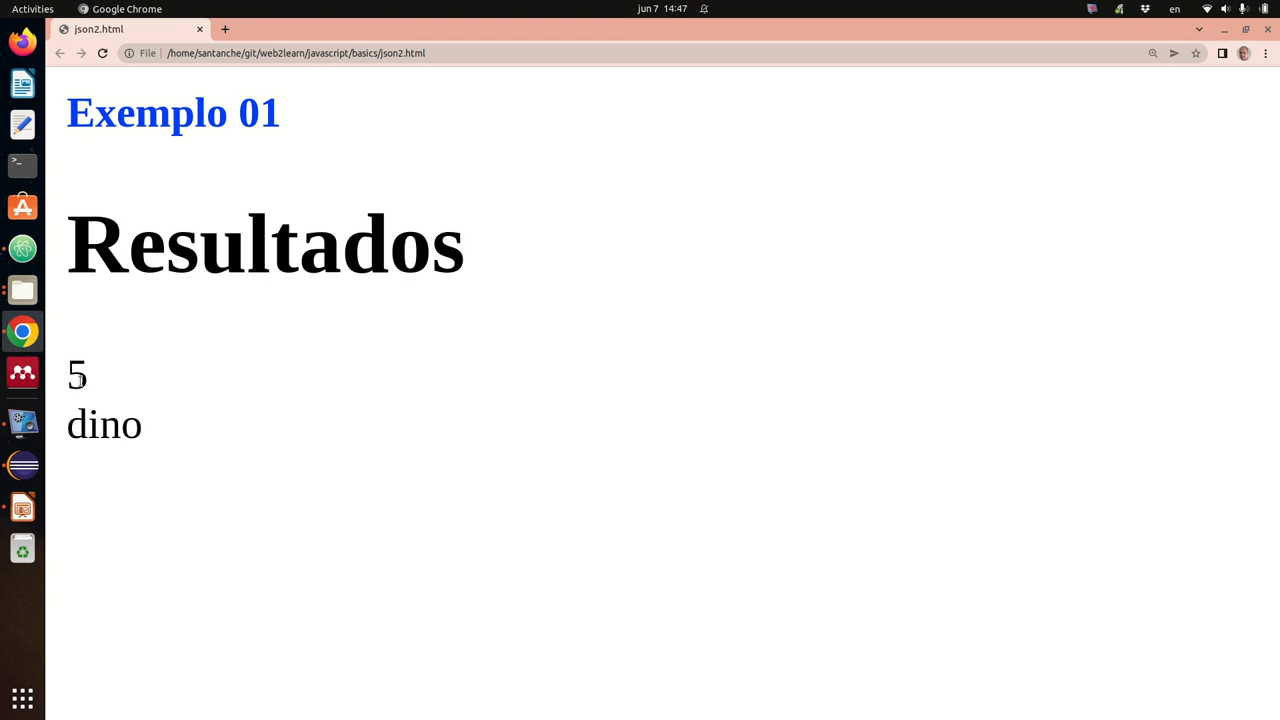 Activities
Google Chrome
jun 7 14:47
en
json2.html
File
/home/santanche/git/web2learn/javascript/basics/json2.html
Exemplo 01
Resultados
5
dino